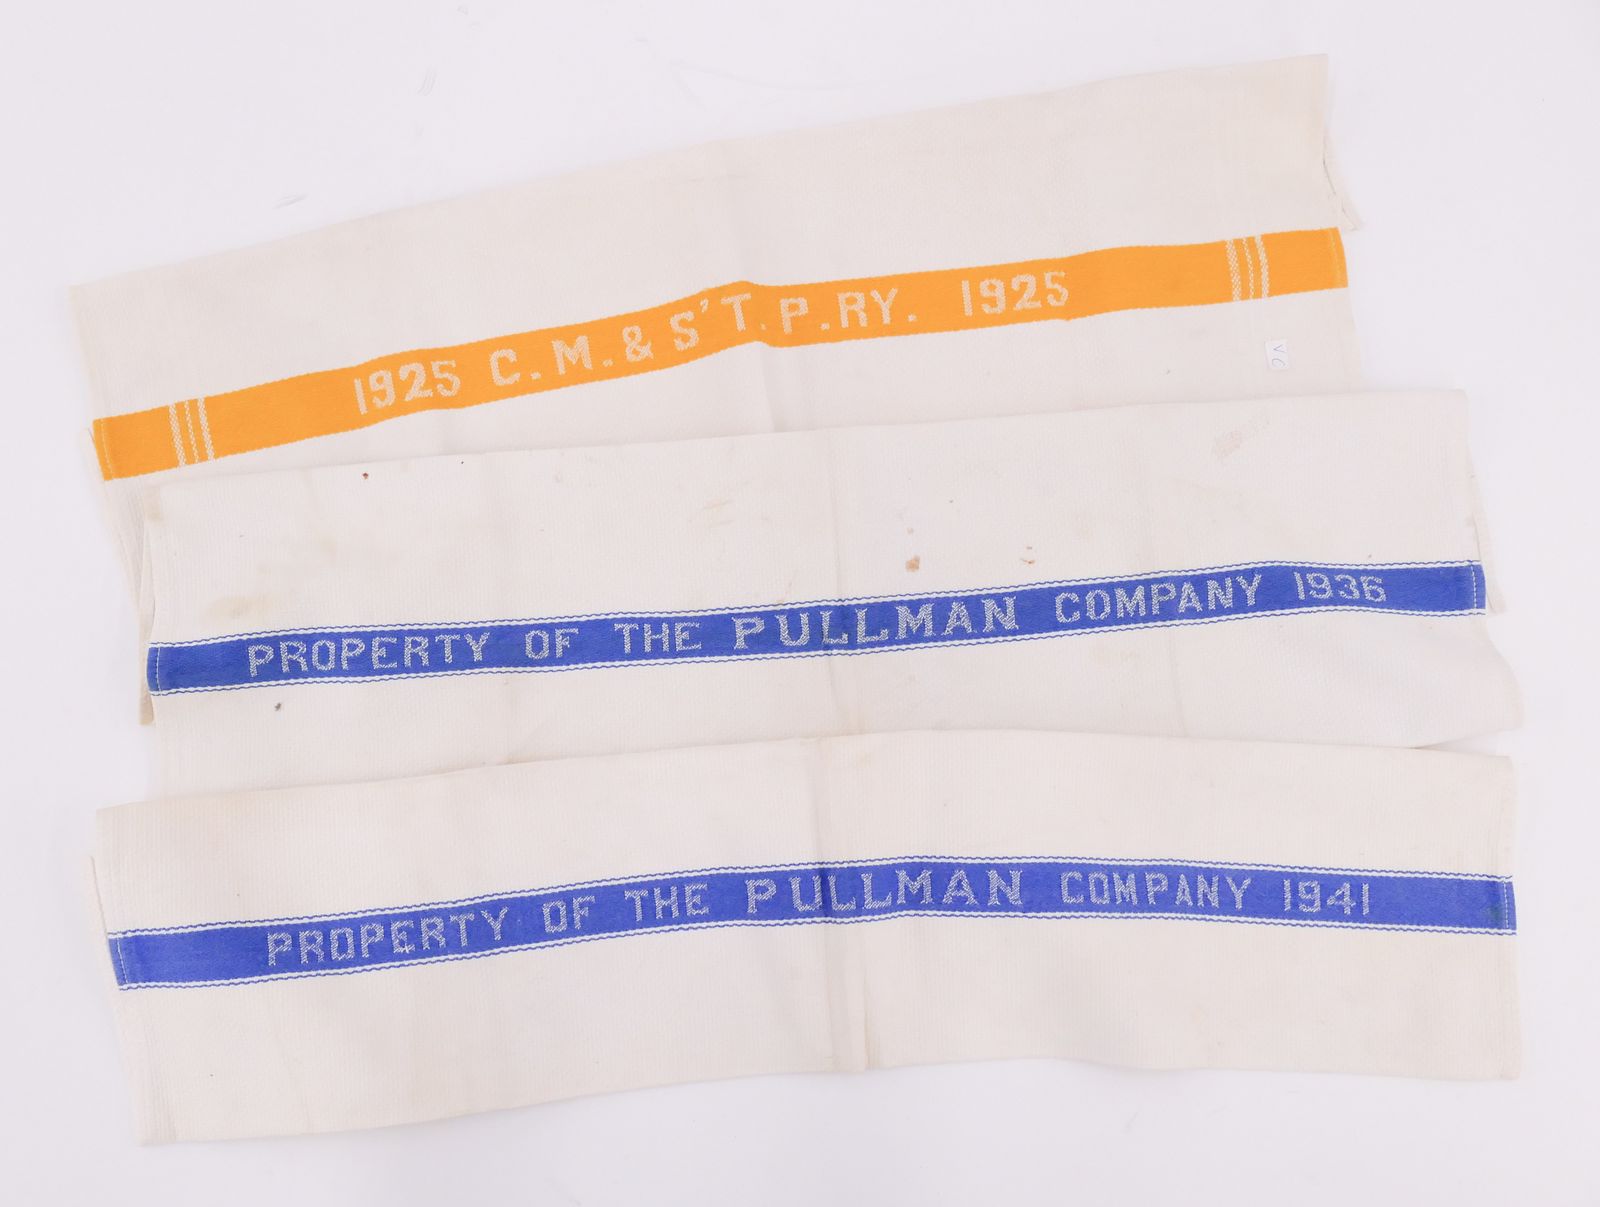 1925 C.M.&S'T.P.RY. 1925
PROPERTY OF THE PULLMAN COMPANY 1936
PROPERTY OF THE PULLMAN COMPANY 1941